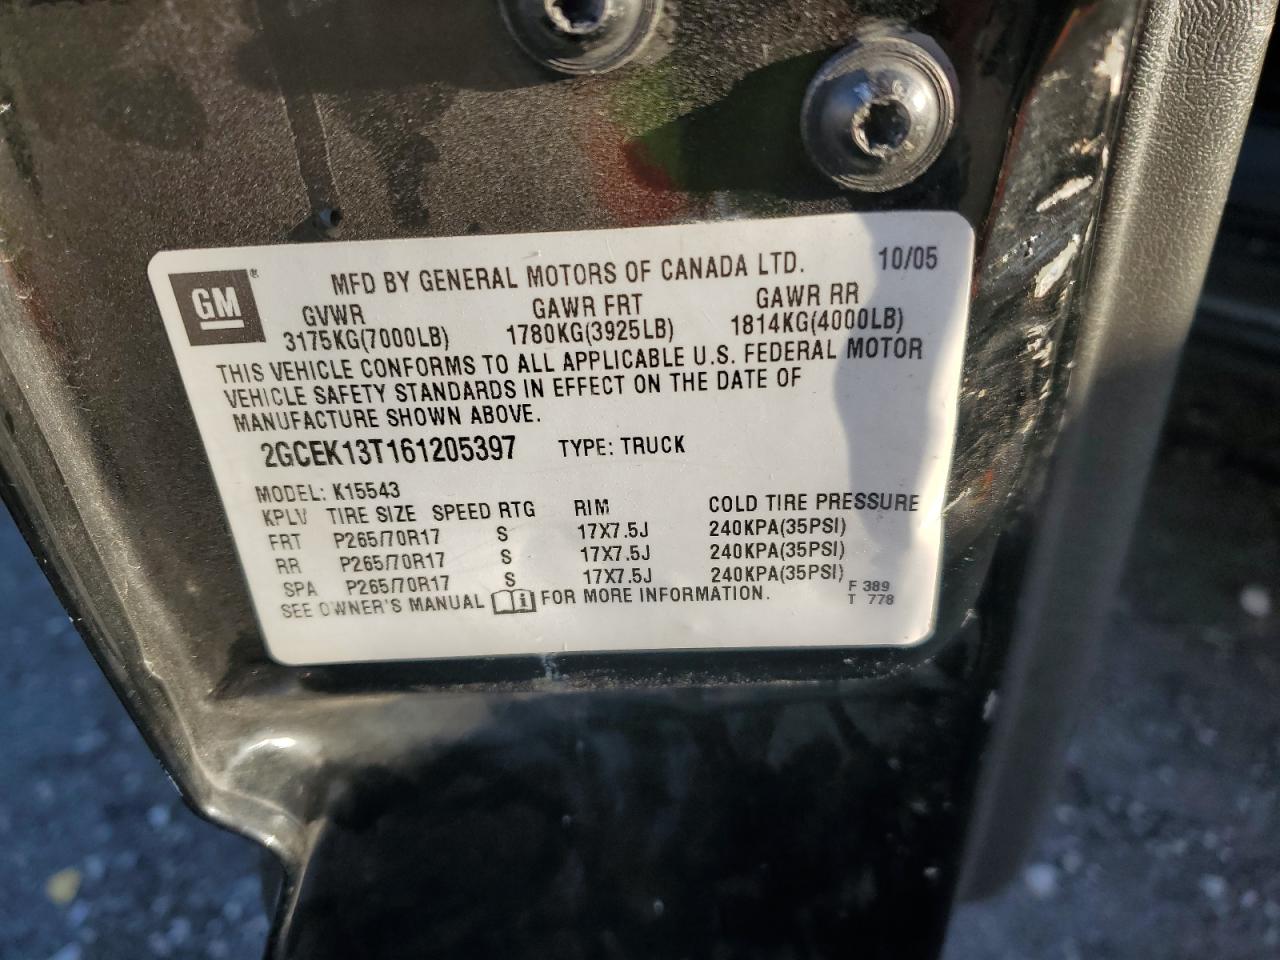 GM ®
MFD BY GENERAL MOTORS OF CANADA LTD. 10/05
GVWR GAWR FRT GAWR RR
3175KG(7000LB) 1780KG(3925LB) 1814KG(4000LB)
THIS VEHICLE CONFORMS TO ALL APPLICABLE U.S. FEDERAL MOTOR
VEHICLE SAFETY STANDARDS IN EFFECT ON THE DATE OF
MANUFACTURE SHOWN ABOVE.
2GCEK13T161205397 TYPE: TRUCK
MODEL: K15543
KPLV TIRE SIZE SPEED RTG RIM COLD TIRE PRESSURE
FRT P265/70R17 S 17X7.5J 240KPA(35PSI)
RR P265/70R17 S 17X7.5J 240KPA(35PSI)
SPA P265/70R17 S 17X7.5J 240KPA(35PSI)
SEE OWNER'S MANUAL i FOR MORE INFORMATION.
F 389
T 778